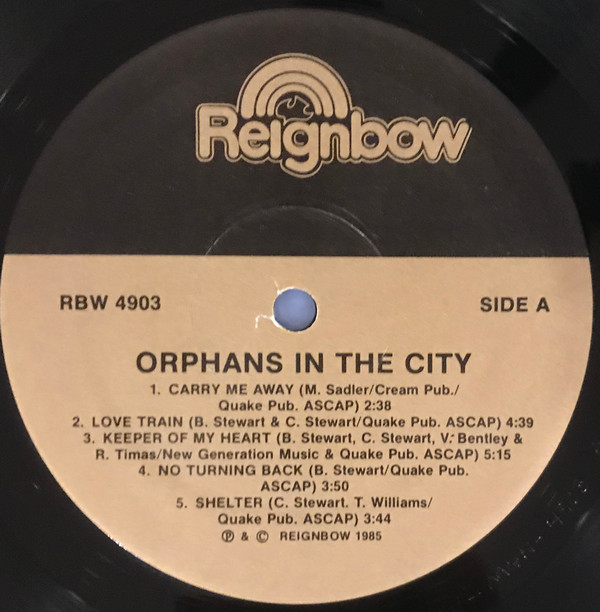 Reignbow
RBW 4903
SIDE A
ORPHANS IN THE CITY
1. CARRY ME AWAY (M. Sadler/Cream Pub./
Quake Pub. ASCAP) 2:38
2. LOVE TRAIN (B. Stewart & C. Stewart/Quake Pub. ASCAP) 4:39
3. KEEPER OF MY HEART (B. Stewart, C. Stewart, V. Bentley &
R. Timas/New Generation Music & Quake Pub. ASCAP) 5:15
4. NO TURNING BACK (B. Stewart/Quake Pub.
ASCAP) 3:50
5. SHELTER (C. Stewart. T. Williams/
Quake Pub. ASCAP) 3:44
Ⓟ & © REIGNBOW 1985